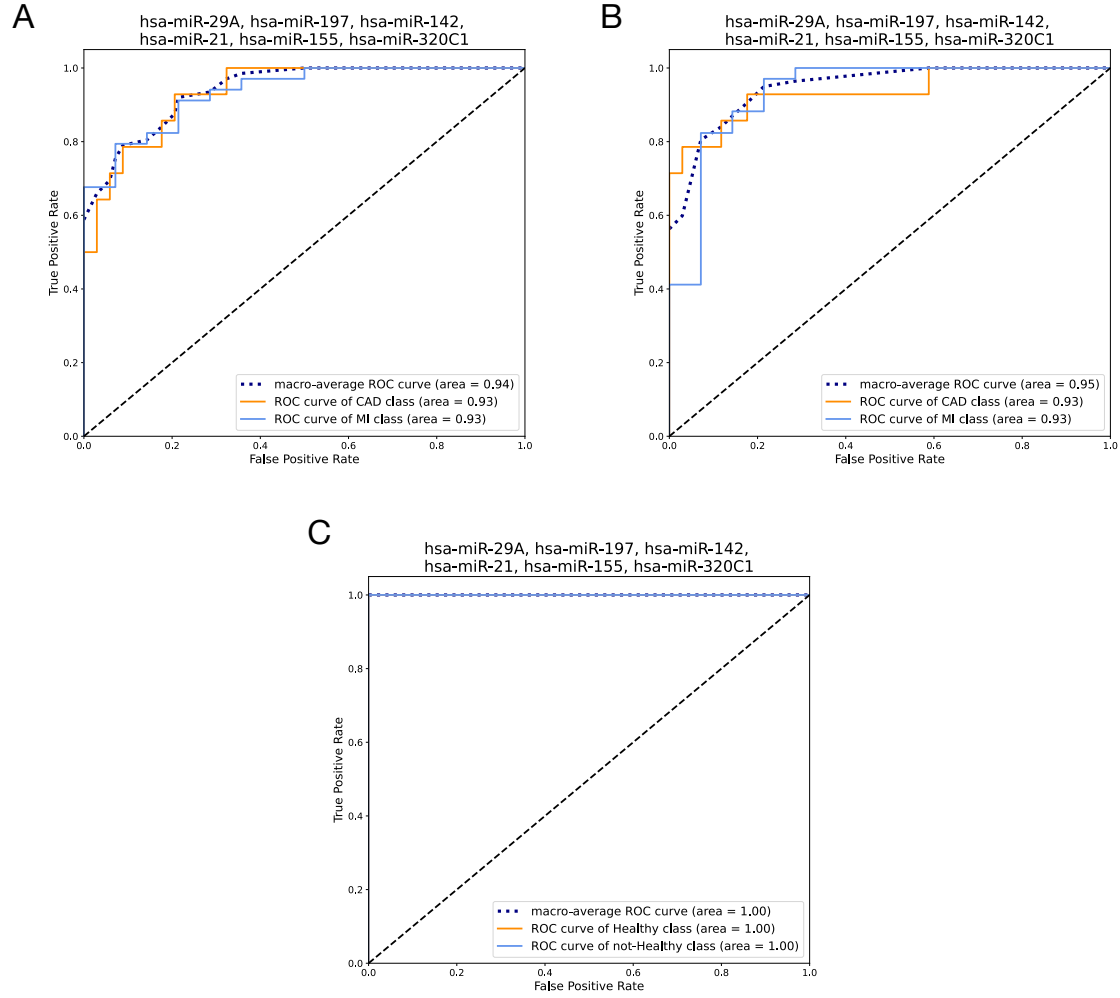 A
hsa-miR-29A, hsa-miR-197, hsa-miR-142,
hsa-miR-21, hsa-miR-155, hsa-miR-320C1
1.0
0.8
0.6
0.4
0.2
0.0
True Positive Rate
macro-average ROC curve (area = 0.94)
ROC curve of CAD class (area = 0.93)
ROC curve of MI class (area = 0.93)
0.0 0.2 0.4 0.6 0.8 1.0
False Positive Rate
B
hsa-miR-29A, hsa-miR-197, hsa-miR-142,
hsa-miR-21, hsa-miR-155, hsa-miR-320C1
1.0
0.8
0.6
0.4
0.2
0.0
True Positive Rate
macro-average ROC curve (area = 0.95)
ROC curve of CAD class (area = 0.93)
ROC curve of MI class (area = 0.93)
0.0 0.2 0.4 0.6 0.8 1.0
False Positive Rate
C
hsa-miR-29A, hsa-miR-197, hsa-miR-142,
hsa-miR-21, hsa-miR-155, hsa-miR-320C1
1.0
0.8
0.6
0.4
0.2
0.0
True Positive Rate
macro-average ROC curve (area = 1.00)
ROC curve of Healthy class (area = 1.00)
ROC curve of not-Healthy class (area = 1.00)
0.0 0.2 0.4 0.6 0.8 1.0
False Positive Rate